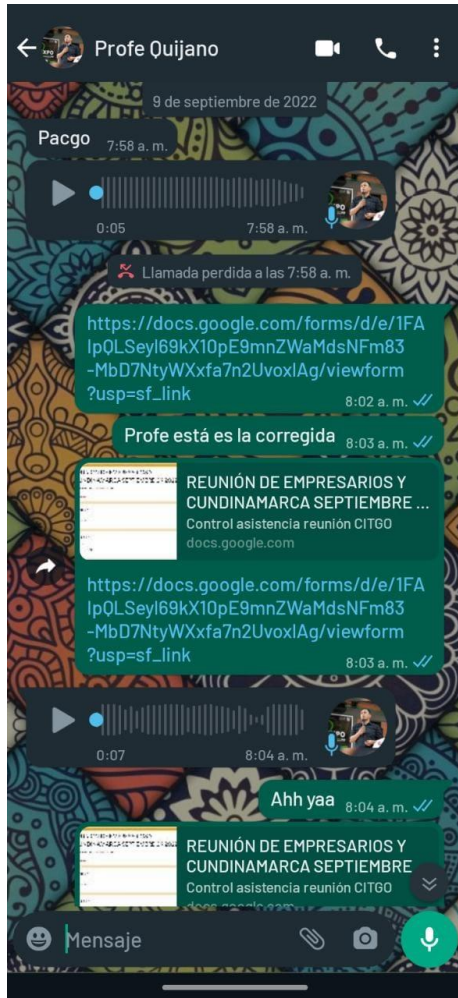 Profe Quijano
9 de septiembre de 2022
Pacgo 7:58 a. m.
0:05 7:58 a. m.
Llamada perdida a las 7:58 a. m.
https://docs.google.com/forms/d/e/1FA
IpQLSeyl69kX10pE9mnZWaMdsNFm83
-MbD7NtyWXxfa7n2UvoxlAg/viewform
?usp=sf_link
8:02 a. m.
Profe está es la corregida 8:03 a. m.
REUNIÓN DE EMPRESARIOS Y
CUNDINAMARCA SEPTIEMBRE ...
Control asistencia reunión CITGO
docs.google.com
https://docs.google.com/forms/d/e/1FA
IpQLSeyl69kX10pE9mnZWaMdsNFm83
-MbD7NtyWXxfa7n2UvoxlAg/viewform
?usp=sf_link
8:03 a. m.
0:07 8:04 a. m.
Ahh yaa 8:04 a. m.
REUNIÓN DE EMPRESARIOS Y
CUNDINAMARCA SEPTIEMBRE
Control asistencia reunión CITGO
docs.google.com
Mensaje